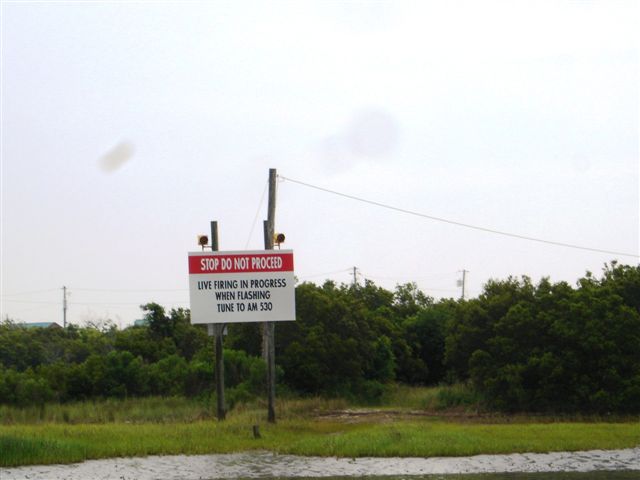 STOP DO NOT PROCEED
LIVE FIRING IN PROGRESS
WHEN FLASHING
TUNE TO AM 530